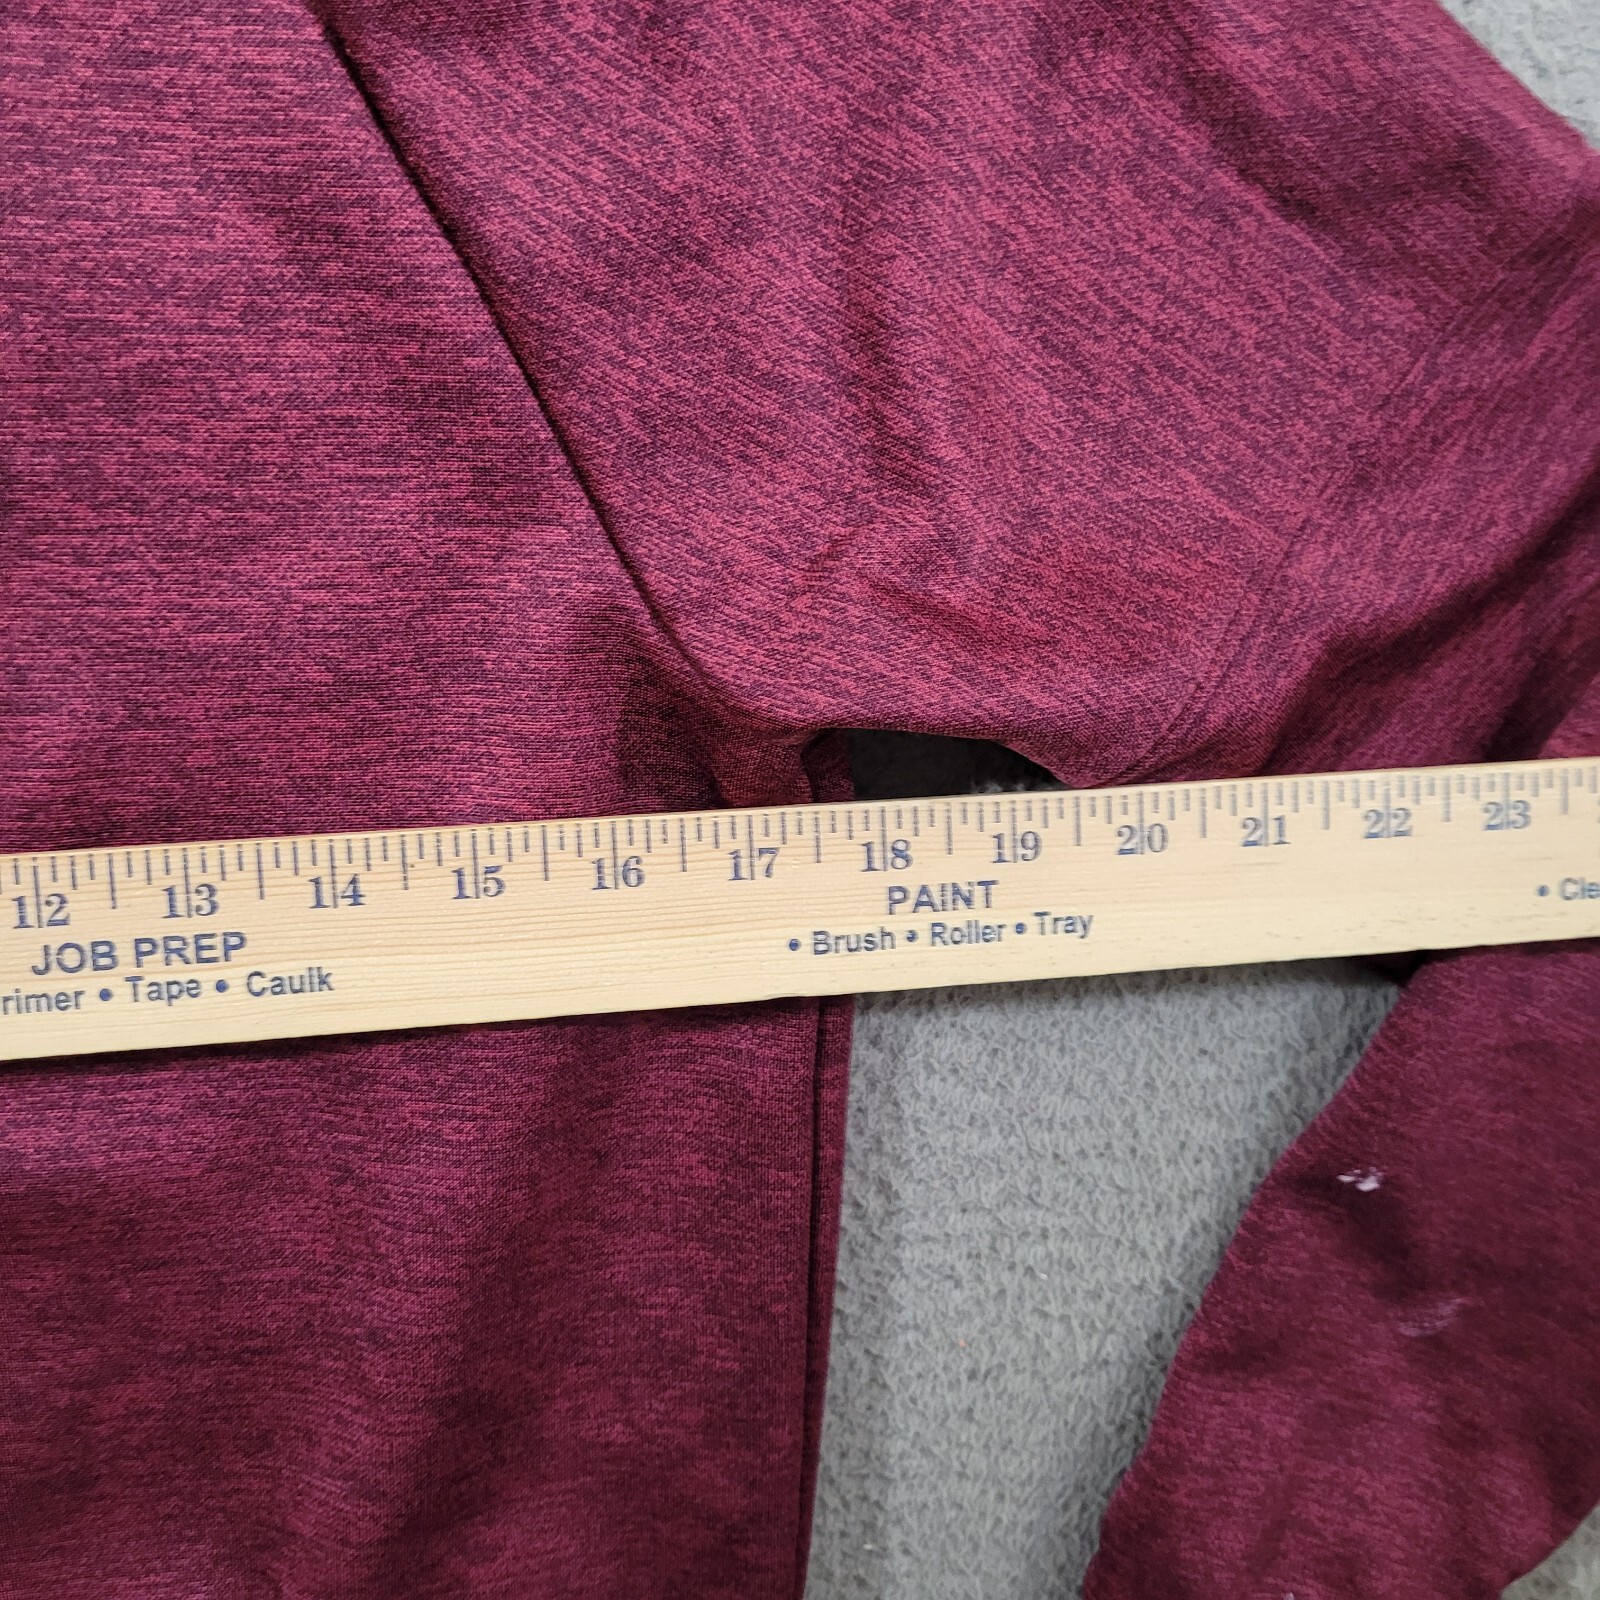 12 13 14 15 16 17 18 19 20 21 22 23
JOB PREP
rimer • Tape • Caulk
PAINT
• Brush • Roller • Tray
• Cle